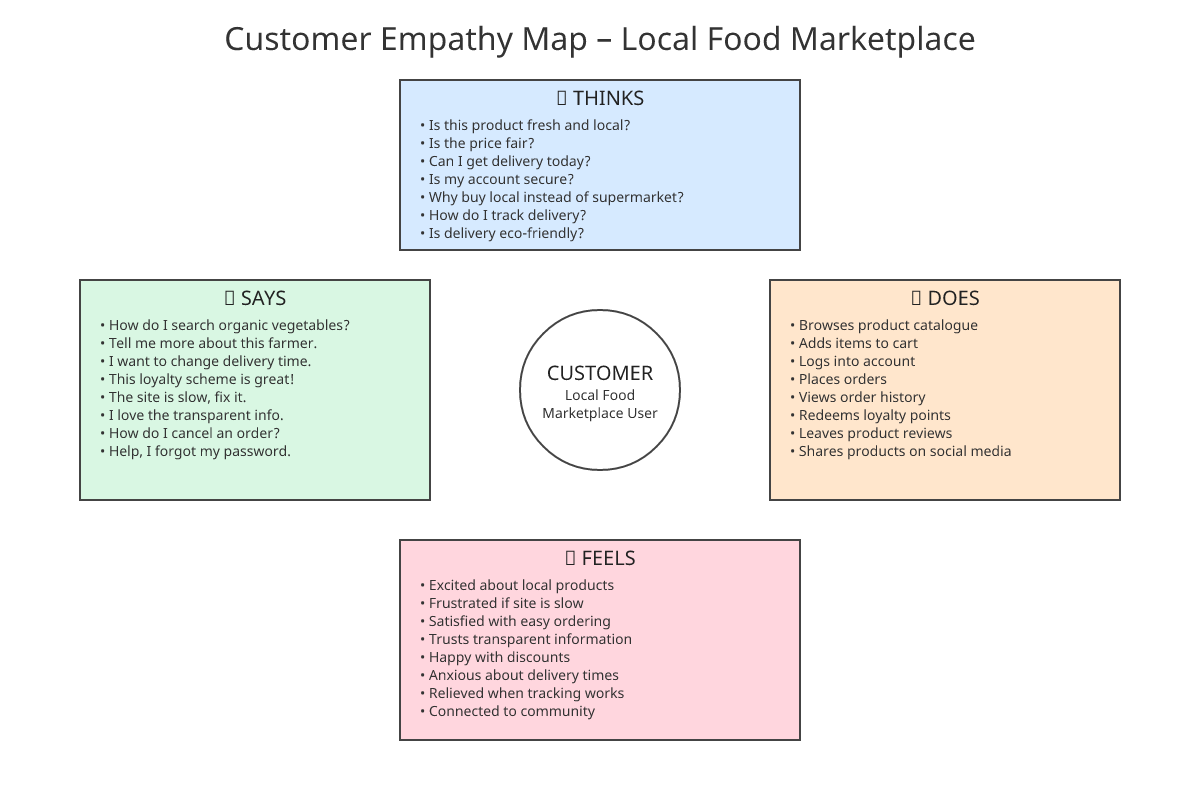 Customer Empathy Map – Local Food Marketplace
THINKS
• Is this product fresh and local?
• Is the price fair?
• Can I get delivery today?
• Is my account secure?
• Why buy local instead of supermarket?
• How do I track delivery?
• Is delivery eco-friendly?
SAYS
• How do I search organic vegetables?
• Tell me more about this farmer.
• I want to change delivery time.
• This loyalty scheme is great!
• The site is slow, fix it.
• I love the transparent info.
• How do I cancel an order?
• Help, I forgot my password.
CUSTOMER
Local Food
Marketplace User
DOES
• Browses product catalogue
• Adds items to cart
• Logs into account
• Places orders
• Views order history
• Redeems loyalty points
• Leaves product reviews
• Shares products on social media
FEELS
• Excited about local products
• Frustrated if site is slow
• Satisfied with easy ordering
• Trusts transparent information
• Happy with discounts
• Anxious about delivery times
• Relieved when tracking works
• Connected to community